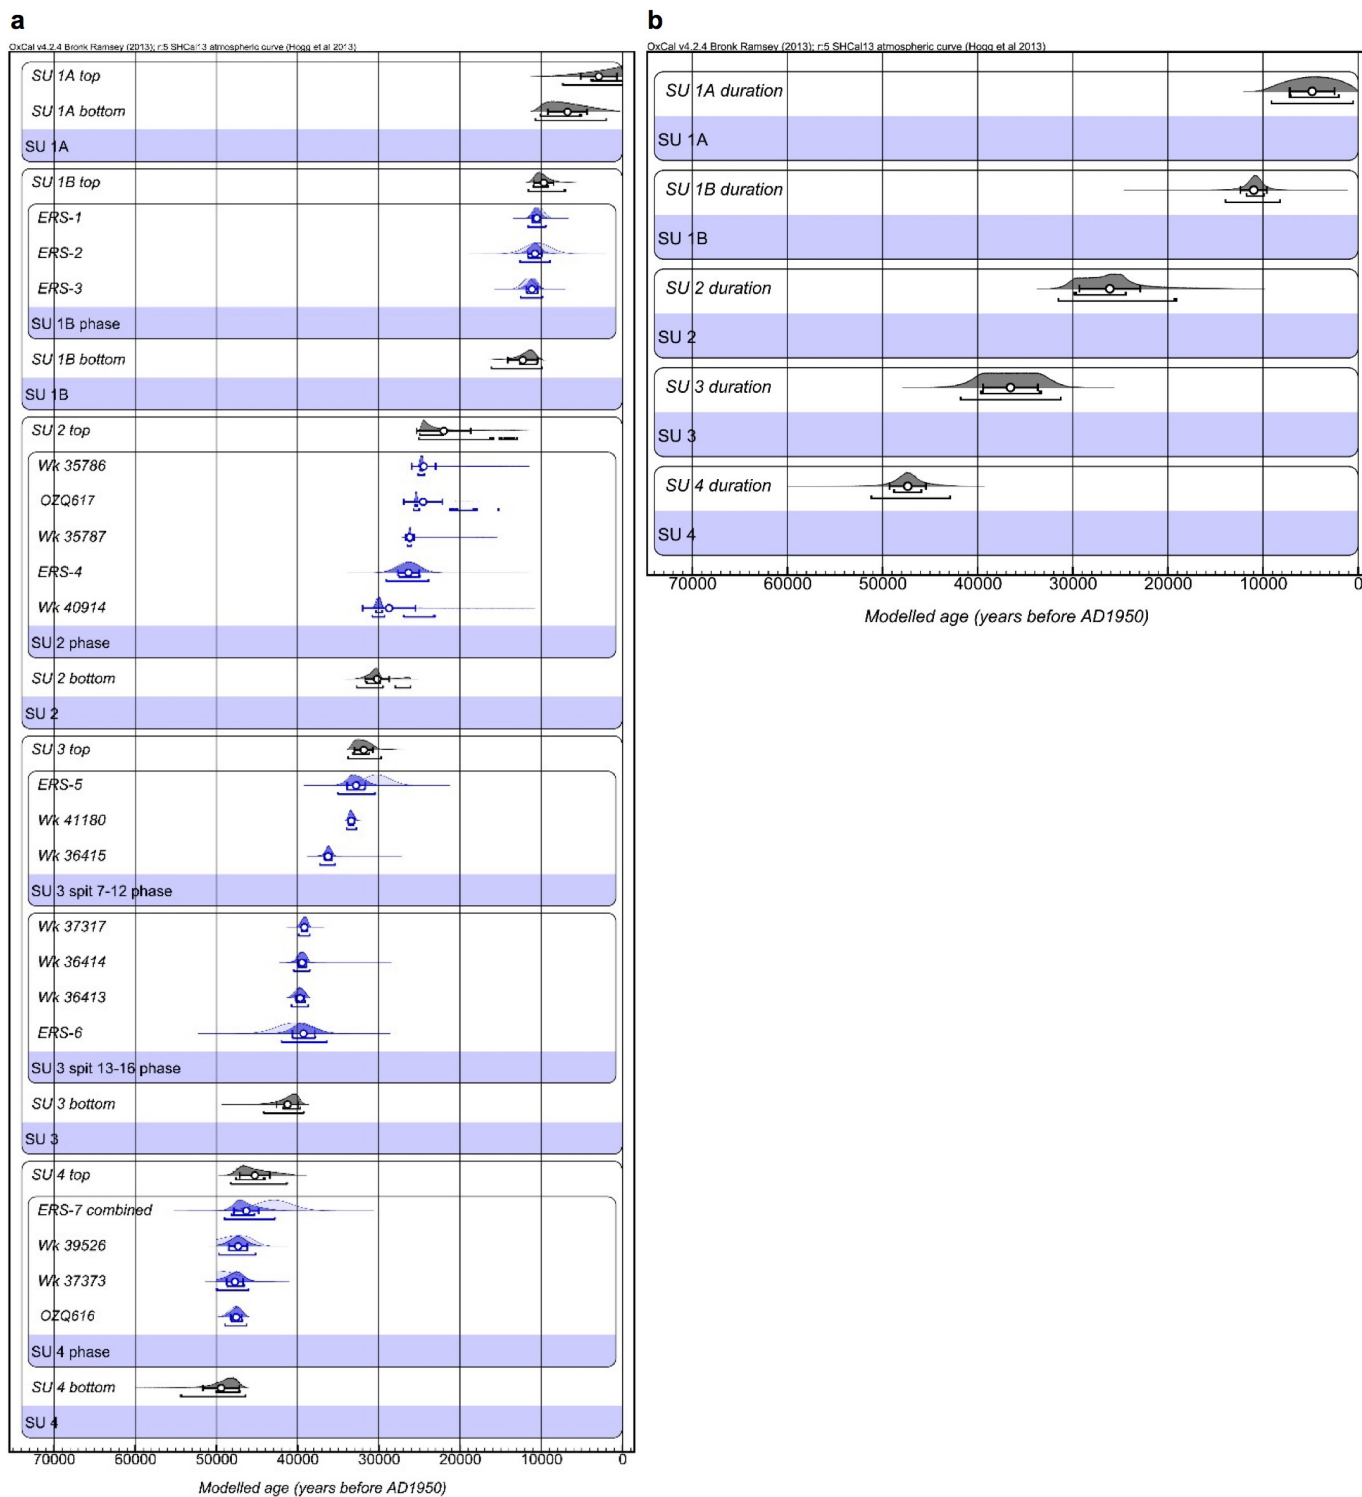 a
OxCal v4.2.4 Bronk Ramsey (2013); r:5 SHCal13 atmospheric curve (Hogg et al 2013)
SU 1A top
SU 1A bottom
SU 1A
SU 1B top
ERS-1
ERS-2
ERS-3
SU 1B phase
SU 1B bottom
SU 1B
SU 2 top
Wk 35786
OZQ617
Wk 35787
ERS-4
Wk 40914
SU 2 phase
SU 2 bottom
SU 2
SU 3 top
ERS-5
Wk 41180
Wk 36415
SU 3 spit 7-12 phase
Wk 37317
Wk 36414
Wk 36413
ERS-6
SU 3 spit 13-16 phase
SU 3 bottom
SU 3
SU 4 top
ERS-7 combined
Wk 39526
Wk 37373
OZQ616
SU 4 phase
SU 4 bottom
SU 4
70000 60000 50000 40000 30000 20000 10000 0
Modelled age (years before AD1950)
b
OxCal v4.2.4 Bronk Ramsey (2013); r:5 SHCal13 atmospheric curve (Hogg et al 2013)
SU 1A duration
SU 1A
SU 1B duration
SU 1B
SU 2 duration
SU 2
SU 3 duration
SU 3
SU 4 duration
SU 4
70000 60000 50000 40000 30000 20000 10000 0
Modelled age (years before AD1950)